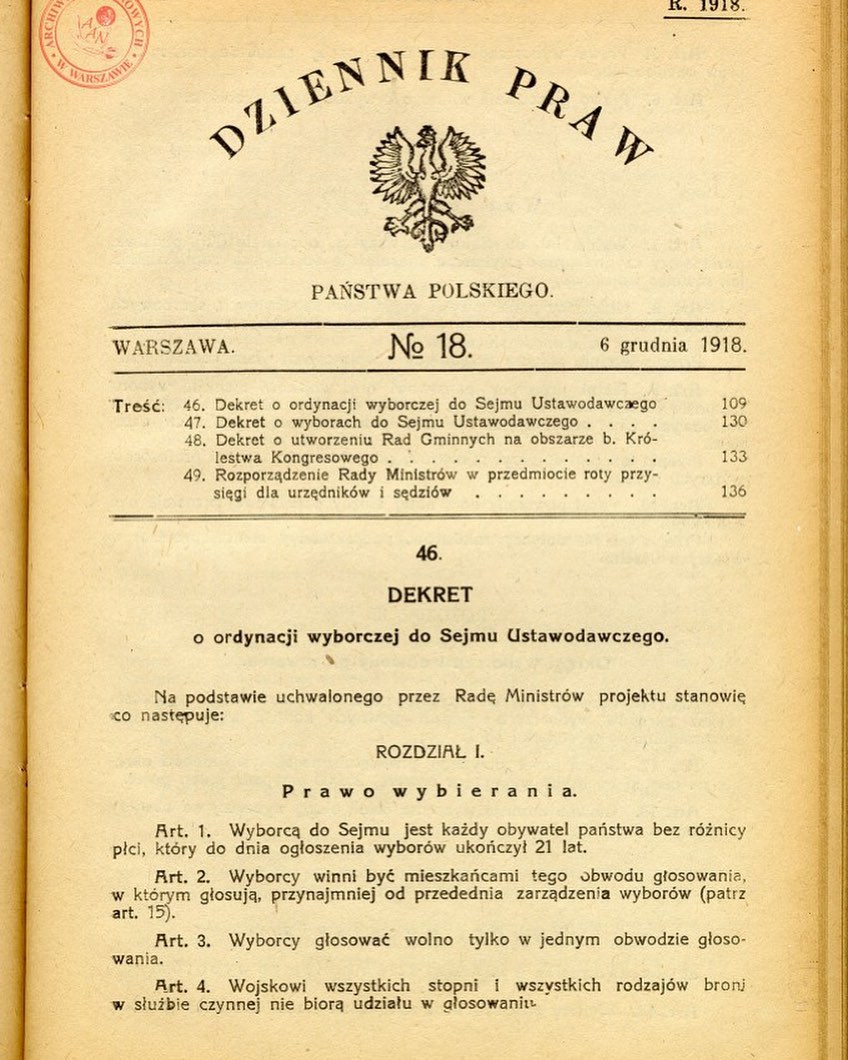 ARCHIWUM
W WARSZAWIE
R. 1918.
DZIENNIK PRAW
PAŃSTWA POLSKIEGO.
WARSZAWA. № 18. 6 grudnia 1918.
Treść: 46. Dekret o ordynacji wyborczej do Sejmu Ustawodawczego 109
47. Dekret o wyborach do Sejmu Ustawodawczego . . . . 130
48. Dekret o utworzeniu Rad Gminnych na obszarze b. Kró-
lestwa Kongresowego . . . . . . . . . . . . . 133
49. Rozporządzenie Rady Ministrów w przedmiocie roty przy-
sięgi dla urzędników i sędziów . . . . . . . . . 136
46.
DEKRET
o ordynacji wyborczej do Sejmu Ustawodawczego.
Na podstawie uchwalonego przez Radę Ministrów projektu stanowię
co następuje:
ROZDZIAŁ I.
Prawo wybierania.
Art. 1. Wyborcą do Sejmu jest każdy obywatel państwa bez różnicy
płci, który do dnia ogłoszenia wyborów ukończył 21 lat.
Art. 2. Wyborcy winni być mieszkańcami tego obwodu głosowania,
w którym głosują, przynajmniej od przedednia zarządzenia wyborów (patrz
art. 15).
Art. 3. Wyborcy głosować wolno tylko w jednym obwodzie głoso-
wania.
Art. 4. Wojskowi wszystkich stopni i wszystkich rodzajów broni
w służbie czynnej nie biorą udziału w głosowaniu.